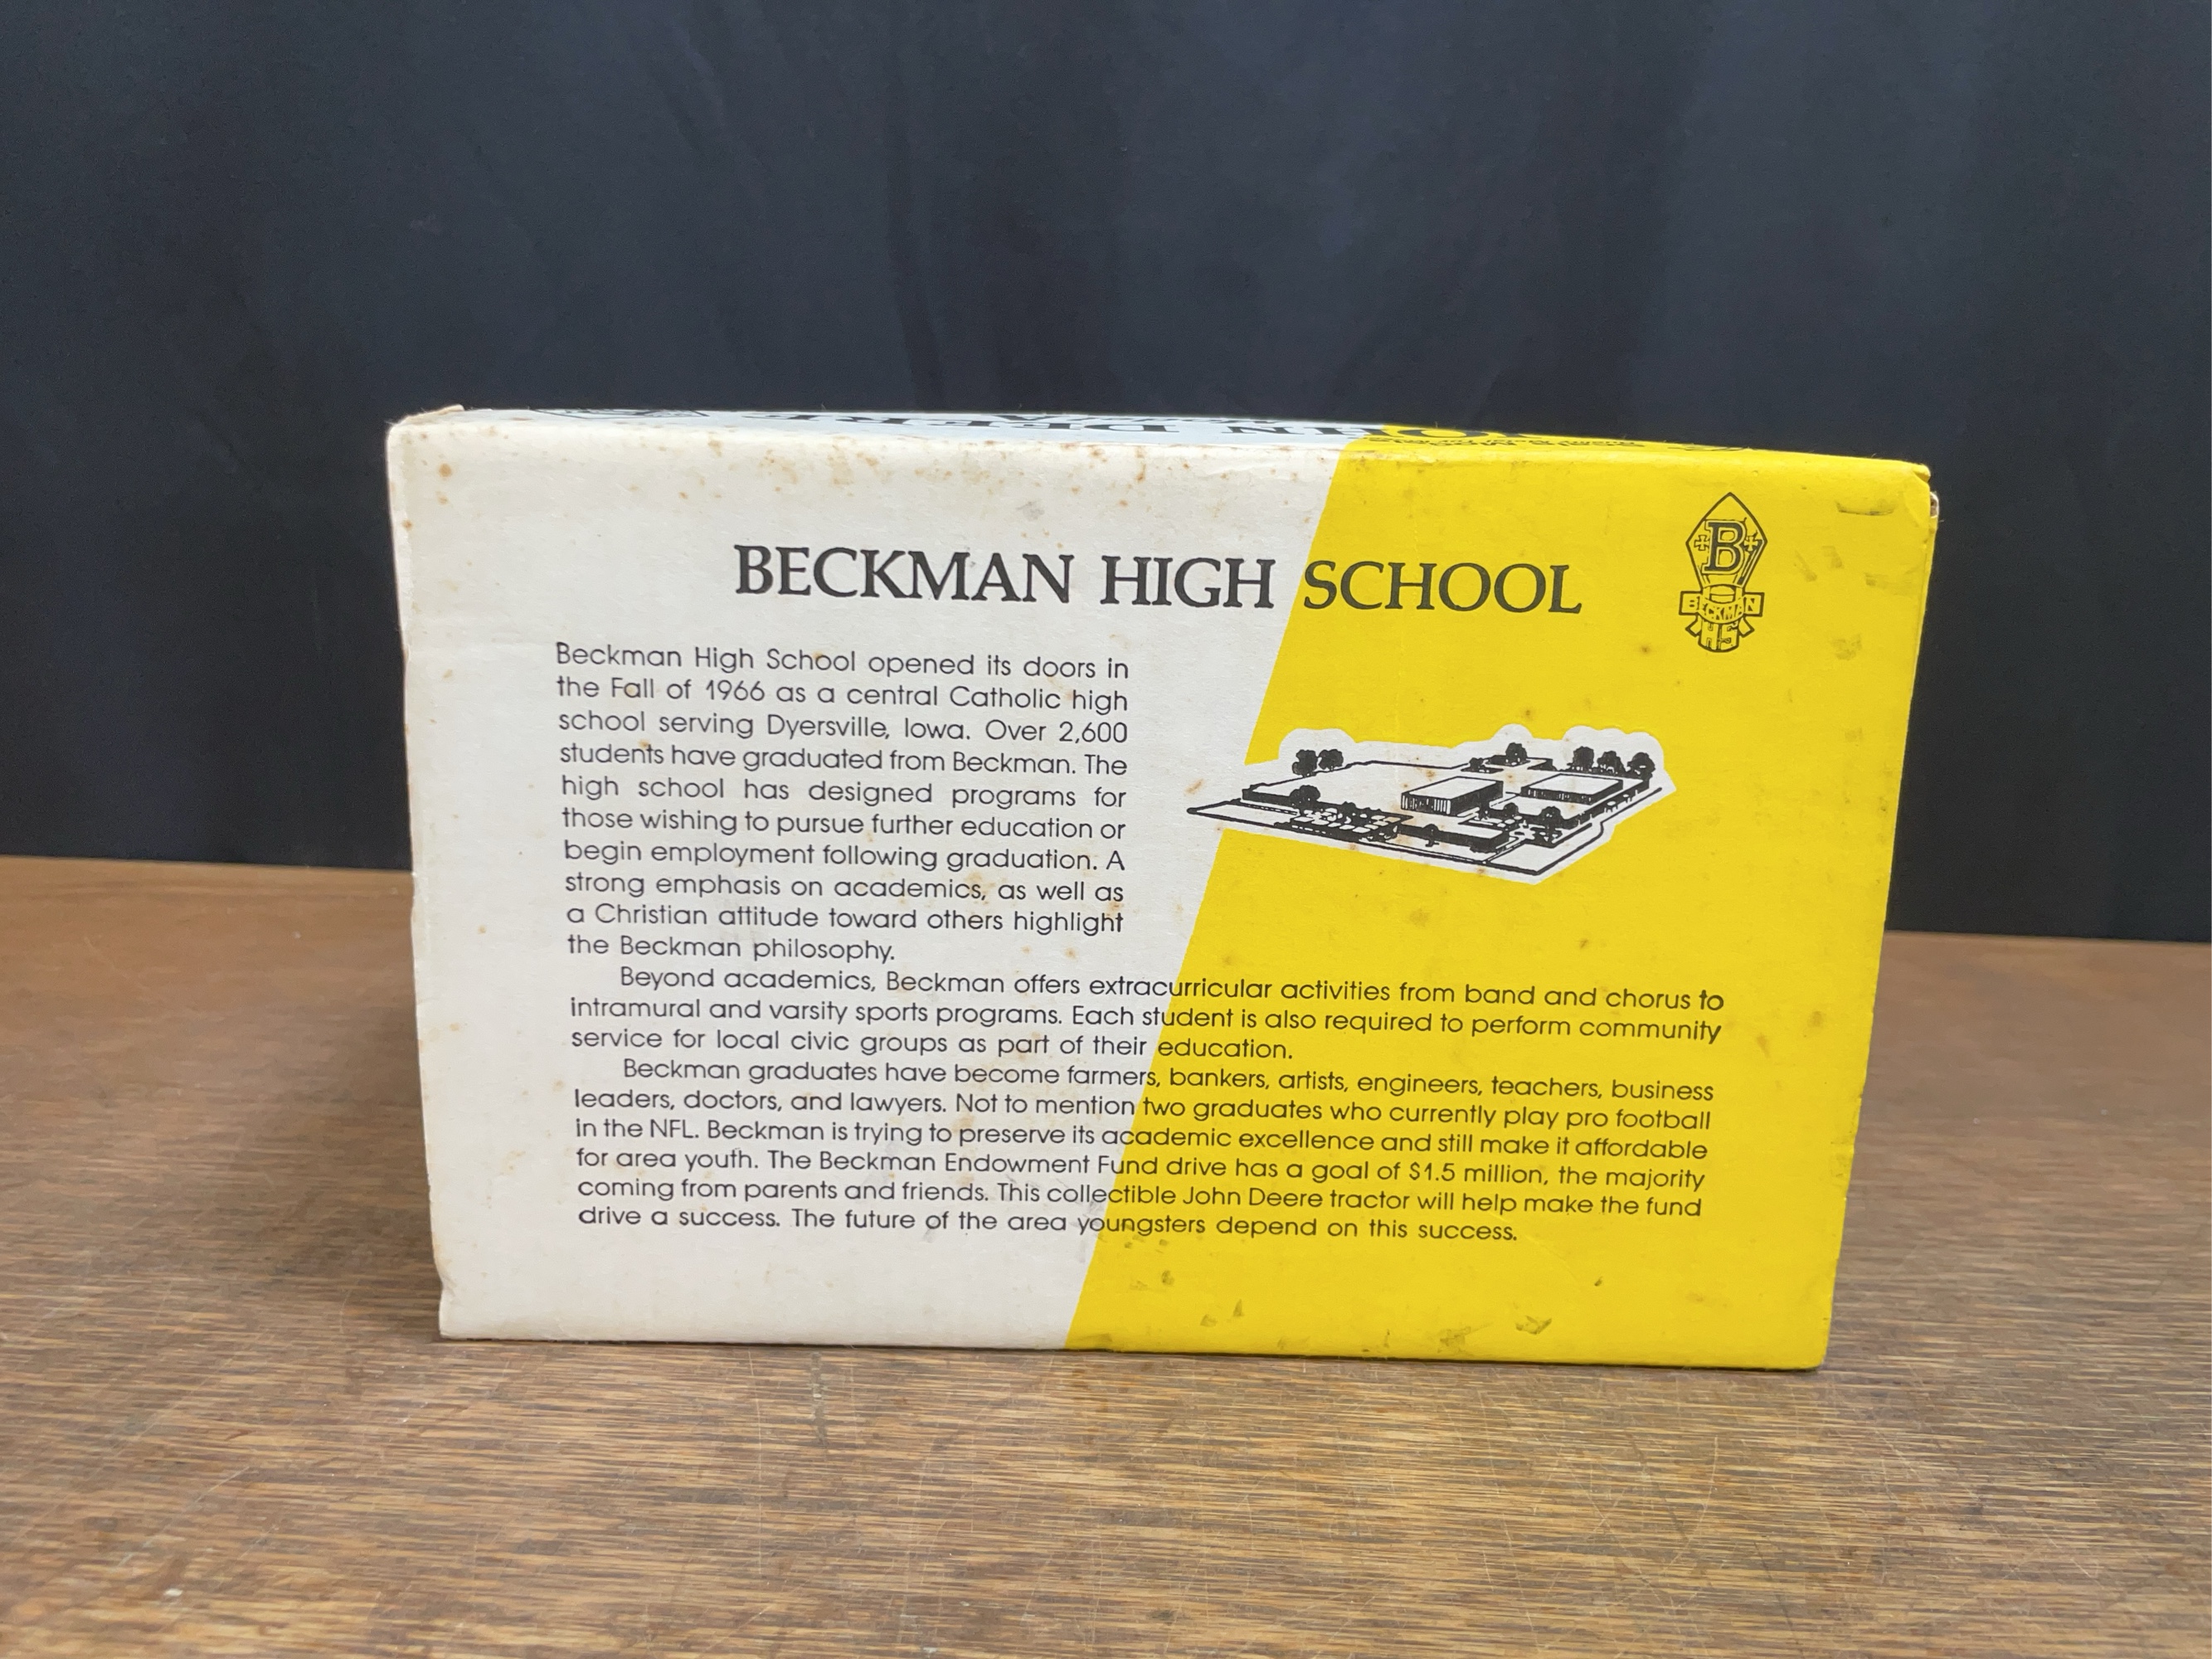 JOHN DEERE
BECKMAN HIGH SCHOOL
B
BECKMAN
HS
Beckman High School opened its doors in
the Fall of 1966 as a central Catholic high
school serving Dyersville, Iowa. Over 2,600
students have graduated from Beckman. The
high school has designed programs for
those wishing to pursue further education or
begin employment following graduation. A
strong emphasis on academics, as well as
a Christian attitude toward others highlight
the Beckman philosophy.
Beyond academics, Beckman offers extracurricular activities from band and chorus to
intramural and varsity sports programs. Each student is also required to perform community
service for local civic groups as part of their education.
Beckman graduates have become farmers, bankers, artists, engineers, teachers, business
leaders, doctors, and lawyers. Not to mention two graduates who currently play pro football
in the NFL. Beckman is trying to preserve its academic excellence and still make it affordable
for area youth. The Beckman Endowment Fund drive has a goal of $1.5 million, the majority
coming from parents and friends. This collectible John Deere tractor will help make the fund
drive a success. The future of the area youngsters depend on this success.